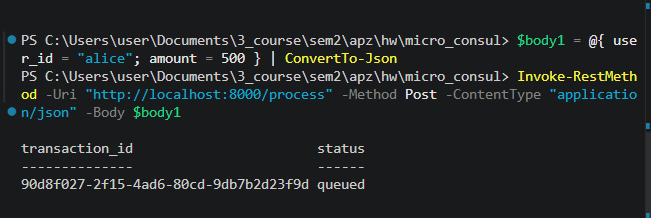 PS C:\Users\user\Documents\3_course\sem2\apz\hw\micro_consul> $body1 = @{ use
r_id = "alice"; amount = 500 } | ConvertTo-Json
PS C:\Users\user\Documents\3_course\sem2\apz\hw\micro_consul> Invoke-RestMeth
od -Uri "http://localhost:8000/process" -Method Post -ContentType "applicatio
n/json" -Body $body1
transaction_id                       status
--------------                       ------
90d8f027-2f15-4ad6-80cd-9db7b2d23f9d queued